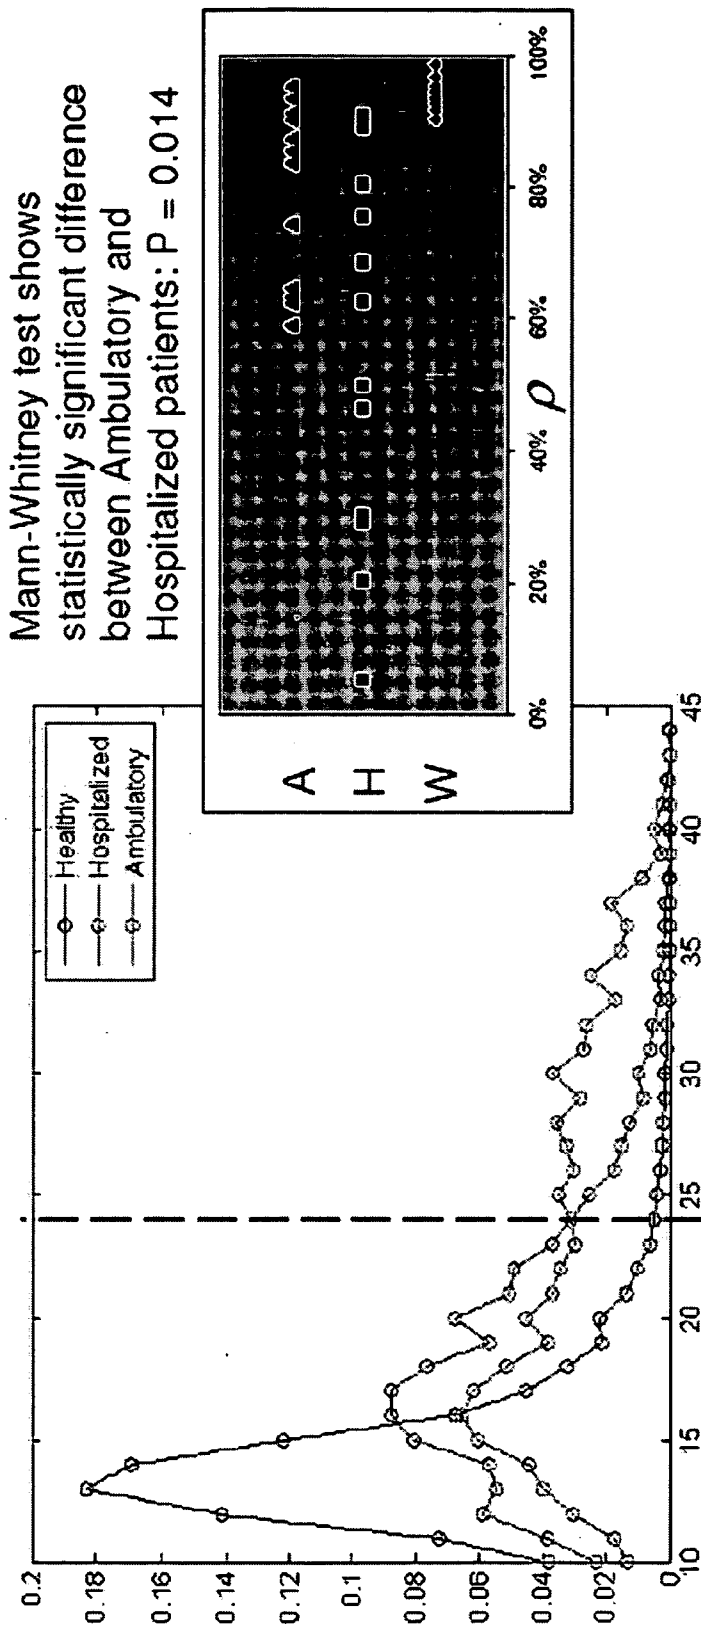 Mann-Whitney test shows
statistically significant difference
between Ambulatory and
Hospitalized patients: P = 0.014
Healthy
Hospitalized
Ambulatory
0.2
0.18
0.16
0.14
0.12
0.1
0.08
0.06
0.04
0.02
0
10
15
20
25
30
35
40
45
A
H
W
0%
20%
40%
60%
80%
100%
ρ